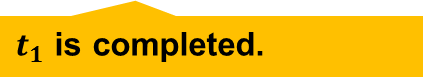 t₁ is completed.